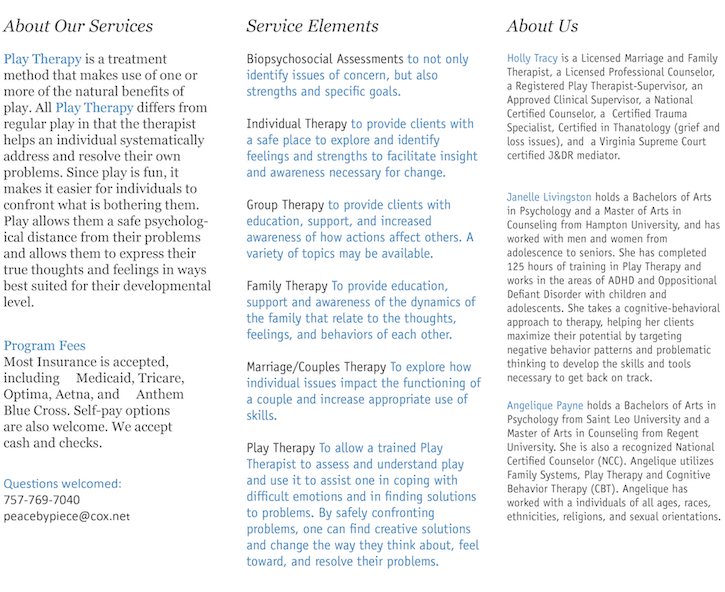 About Our Services
Play Therapy is a treatment
method that makes use of one or
more of the natural benefits of
play. All Play Therapy differs from
regular play in that the therapist
helps an individual systematically
address and resolve their own
problems. Since play is fun, it
makes it easier for individuals to
confront what is bothering them.
Play allows them a safe psycholog-
ical distance from their problems
and allows them to express their
true thoughts and feelings in ways
best suited for their developmental
level.
Program Fees
Most Insurance is accepted,
including Medicaid, Tricare,
Optima, Aetna, and Anthem
Blue Cross. Self-pay options
are also welcome. We accept
cash and checks.
Questions welcomed:
757-769-7040
peacebypiece@cox.net
Service Elements
Biopsychosocial Assessments to not only
identify issues of concern, but also
strengths and specific goals.
Individual Therapy to provide clients with
a safe place to explore and identify
feelings and strengths to facilitate insight
and awareness necessary for change.
Group Therapy to provide clients with
education, support, and increased
awareness of how actions affect others. A
variety of topics may be available.
Family Therapy To provide education,
support and awareness of the dynamics of
the family that relate to the thoughts,
feelings, and behaviors of each other.
Marriage/Couples Therapy To explore how
individual issues impact the functioning of
a couple and increase appropriate use of
skills.
Play Therapy To allow a trained Play
Therapist to assess and understand play
and use it to assist one in coping with
difficult emotions and in finding solutions
to problems. By safely confronting
problems, one can find creative solutions
and change the way they think about, feel
toward, and resolve their problems.
About Us
Holly Tracy is a Licensed Marriage and Family
Therapist, a Licensed Professional Counselor,
a Registered Play Therapist-Supervisor, an
Approved Clinical Supervisor, a National
Certified Counselor, a Certified Trauma
Specialist, Certified in Thanatology (grief and
loss issues), and a Virginia Supreme Court
certified J&DR mediator.
Janelle Livingston holds a Bachelors of Arts
in Psychology and a Master of Arts in
Counseling from Hampton University, and has
worked with men and women from
adolescence to seniors. She has completed
125 hours of training in Play Therapy and
works in the areas of ADHD and Oppositional
Defiant Disorder with children and
adolescents. She takes a cognitive-behavioral
approach to therapy, helping her clients
maximize their potential by targeting
negative behavior patterns and problematic
thinking to develop the skills and tools
necessary to get back on track.
Angelique Payne holds a Bachelors of Arts in
Psychology from Saint Leo University and a
Master of Arts in Counseling from Regent
University. She is also a recognized National
Certified Counselor (NCC). Angelique utilizes
Family Systems, Play Therapy and Cognitive
Behavior Therapy (CBT). Angelique has
worked with a individuals of all ages, races,
ethnicities, religions, and sexual orientations.